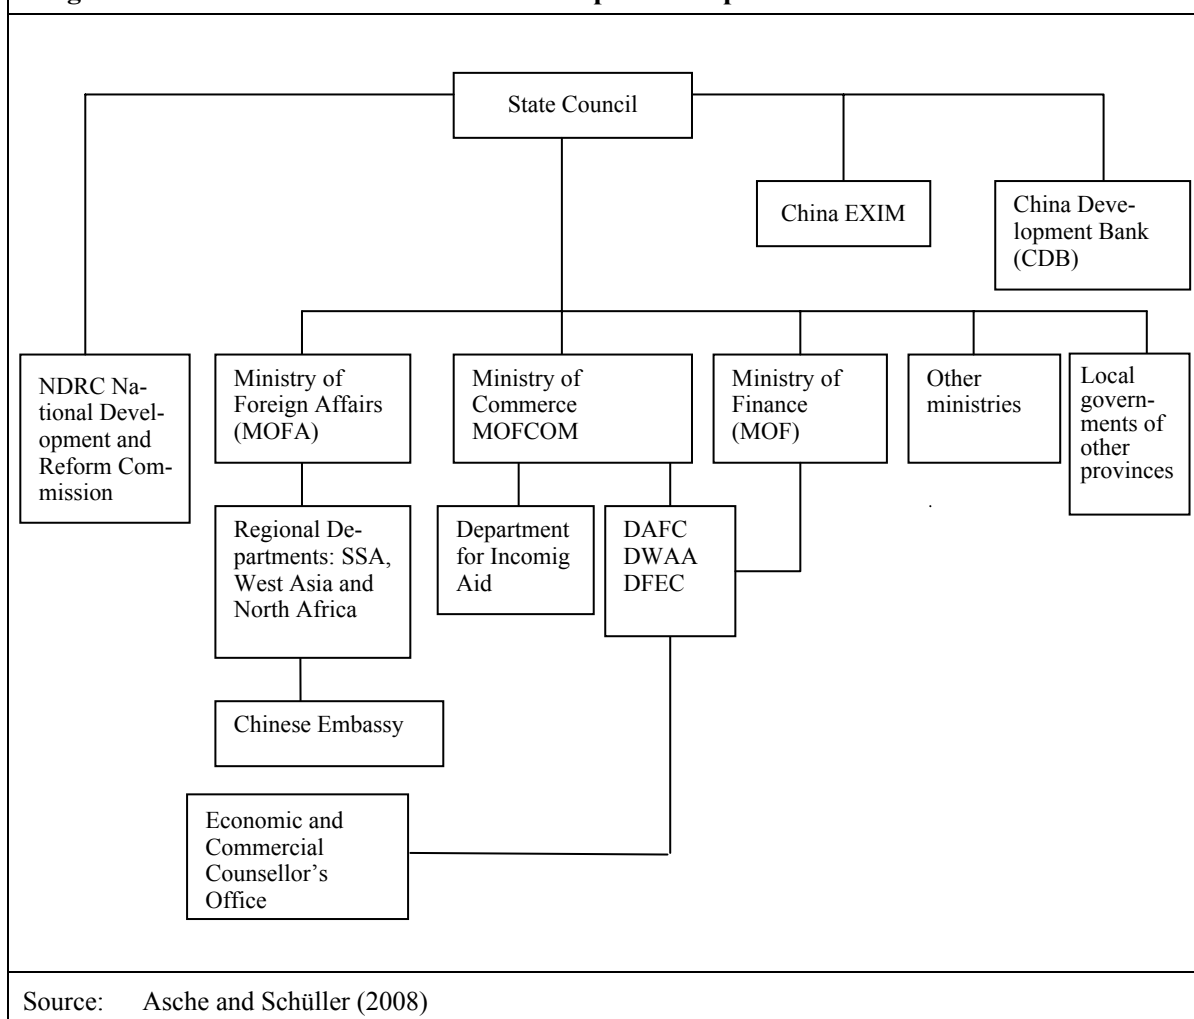 State Council
China EXIM
China Deve-
lopment Bank
(CDB)
NDRC Na-
tional Devel-
opment and
Reform Com-
mission
Ministry of
Foreign Affairs
(MOFA)
Ministry of
Commerce
MOFCOM
Ministry of
Finance
(MOF)
Other
ministries
Local
govern-
ments of
other
provinces
Regional De-
partments: SSA,
West Asia and
North Africa
Department
for Incomig
Aid
DAFC
DWAA
DFEC
Chinese Embassy
Economic and
Commercial
Counsellor’s
Office
Source: Asche and Schüller (2008)